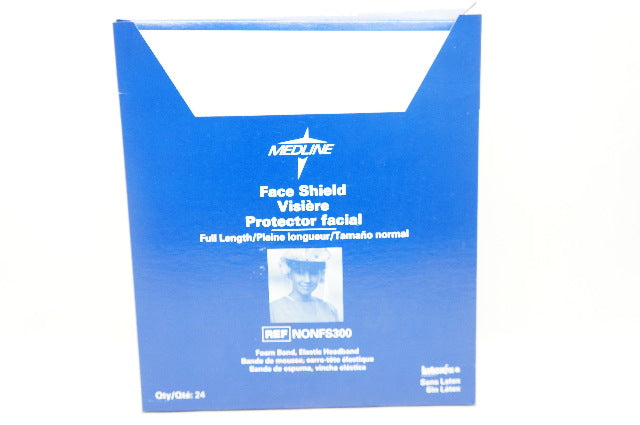 MEDLINE
Face Shield
Visière
Protector facial
Full Length/Pleine longueur/Tamaño normal
REF NONFS300
Foam Band, Elastic Headband
Bande de mousse, serre-tête élastique
Banda de espuma, vincha elástica
Sans Latex
Sin Látex
Qty/Qté: 24